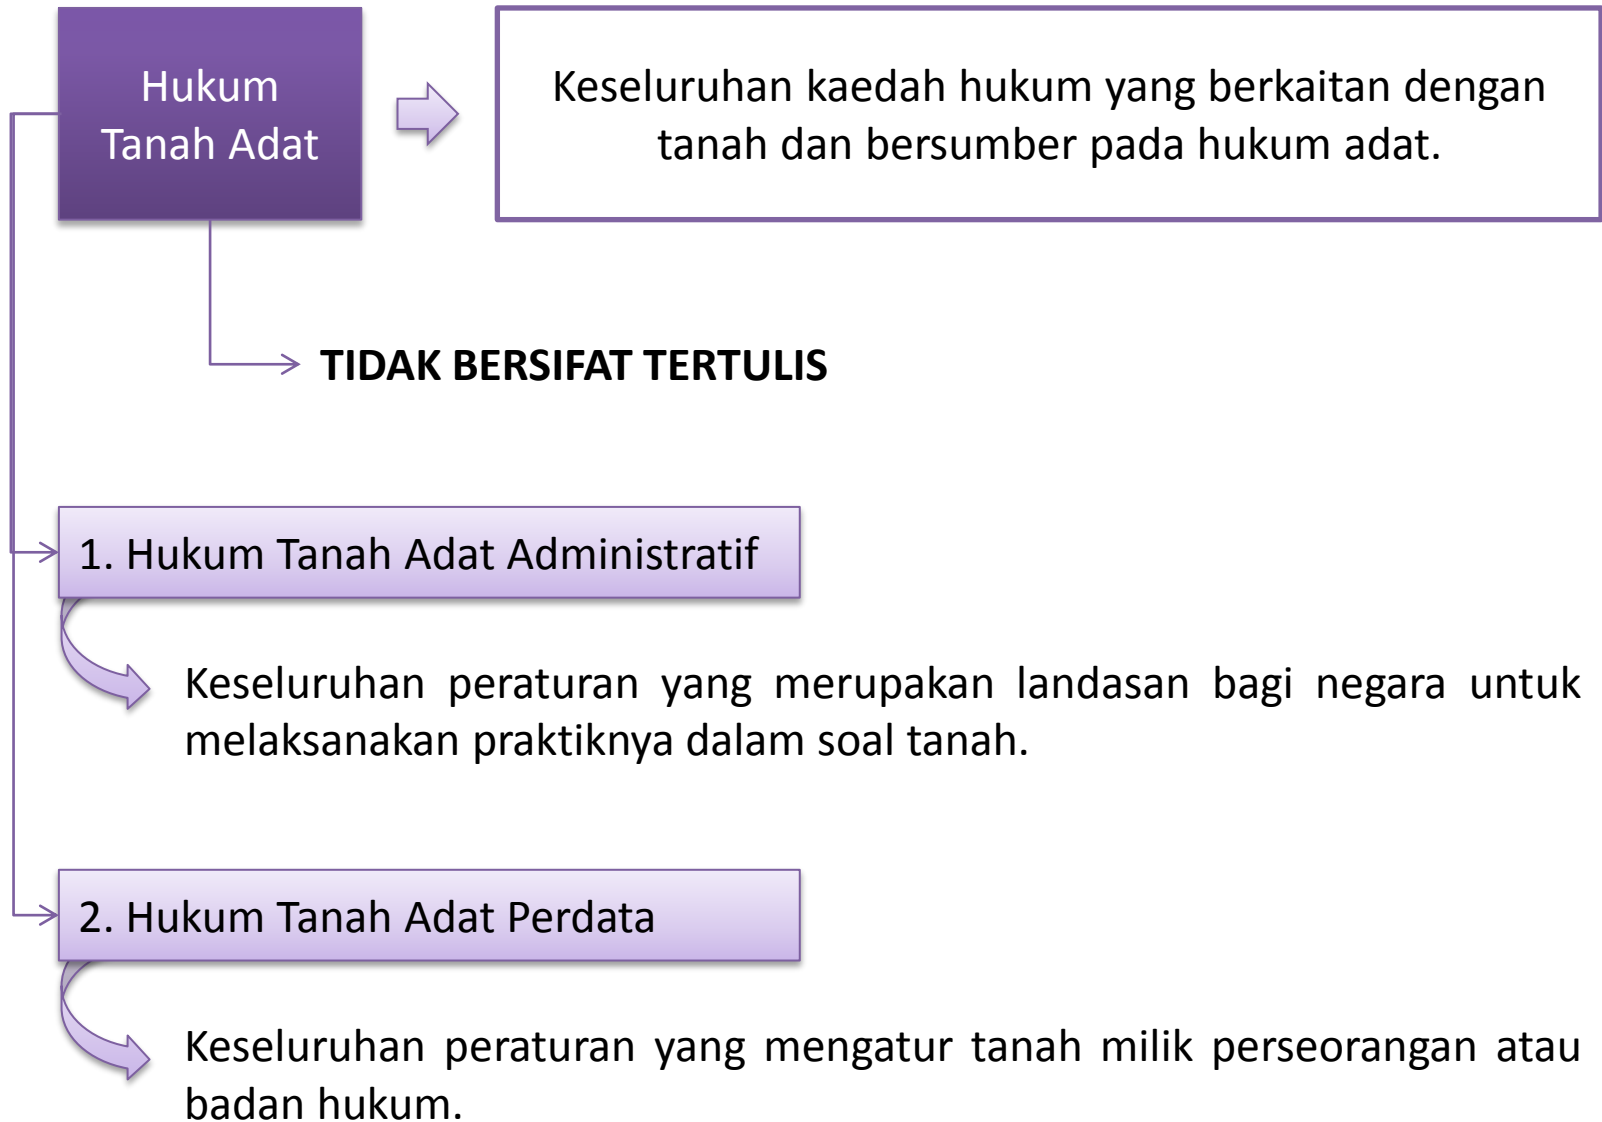 Hukum
Tanah Adat
Keseluruhan kaedah hukum yang berkaitan dengan
tanah dan bersumber pada hukum adat.
TIDAK BERSIFAT TERTULIS
1. Hukum Tanah Adat Administratif
Keseluruhan peraturan yang merupakan landasan bagi negara untuk
melaksanakan praktiknya dalam soal tanah.
2. Hukum Tanah Adat Perdata
Keseluruhan peraturan yang mengatur tanah milik perseorangan atau
badan hukum.